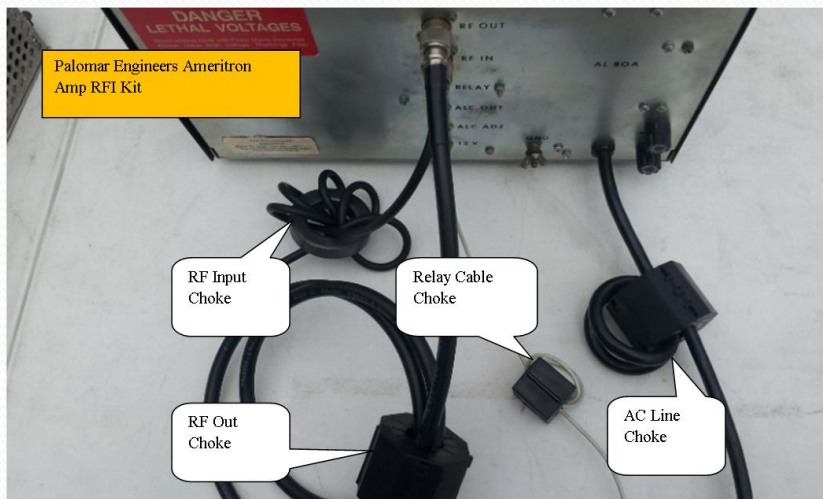 DANGER
LETHAL VOLTAGES
Palomar Engineers Ameritron
Amp RFI Kit
RF OUT
RF IN
RELAY
ALC OUT
ALC ADJ
12 V
GND
AL 80A
RF Input
Choke
Relay Cable
Choke
RF Out
Choke
AC Line
Choke